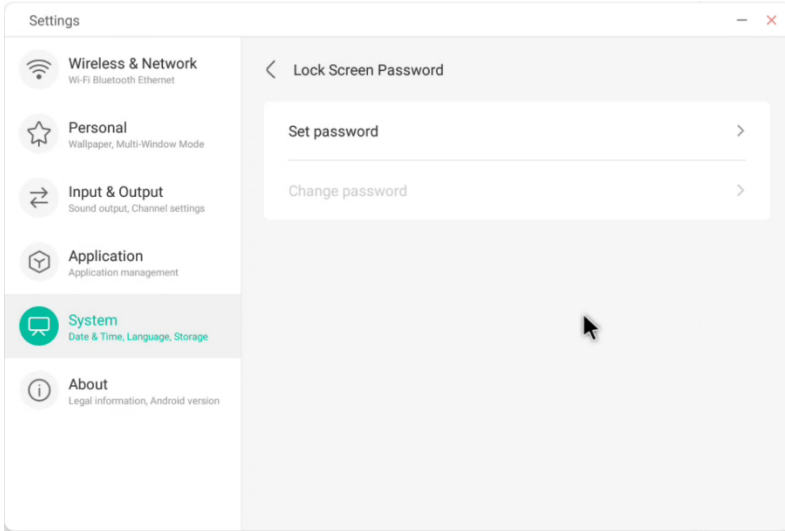 Settings
Wireless & Network
Wi-Fi Bluetooth Ethernet
Personal
Wallpaper, Multi-Window Mode
Input & Output
Sound output, Channel settings
Application
Application management
System
Date & Time, Language, Storage
About
Legal information, Android version
Lock Screen Password
Set password
Change password